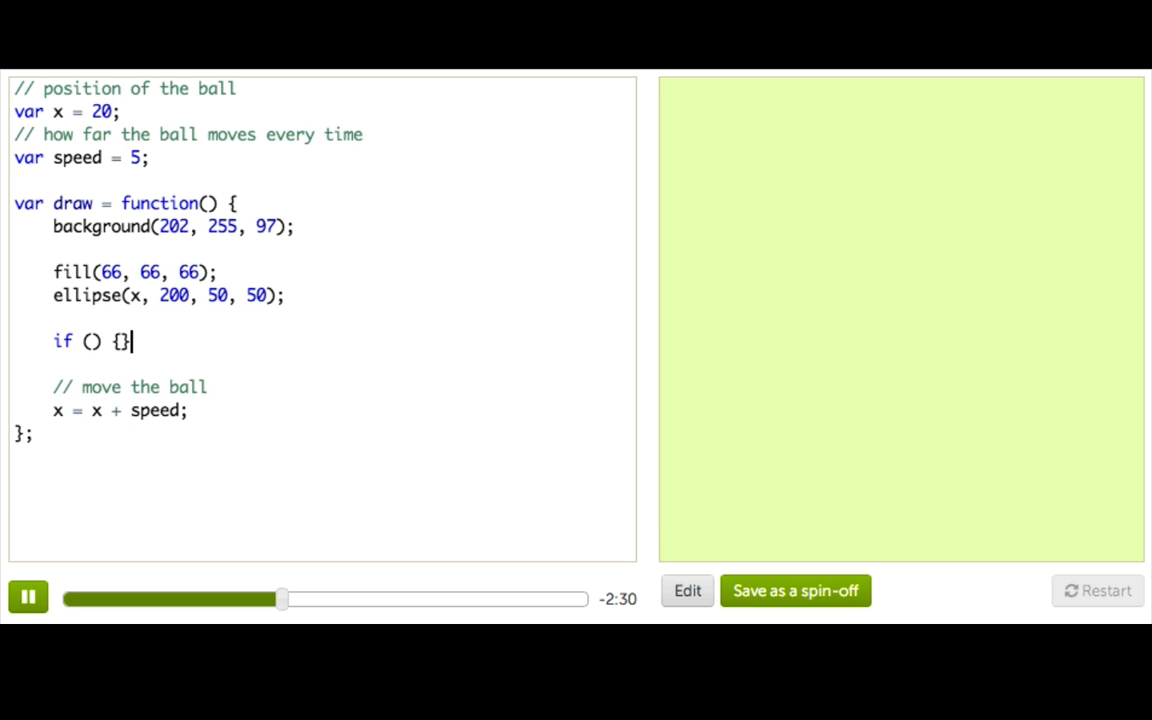 // position of the ball
var x = 20;
// how far the ball moves every time
var speed = 5;
var draw = function() {
background(202, 255, 97);
fill(66, 66, 66);
ellipse(x, 200, 50, 50);
if () {}
// move the ball
x = x + speed;
};
-2:30
Edit
Save as a spin-off
Restart